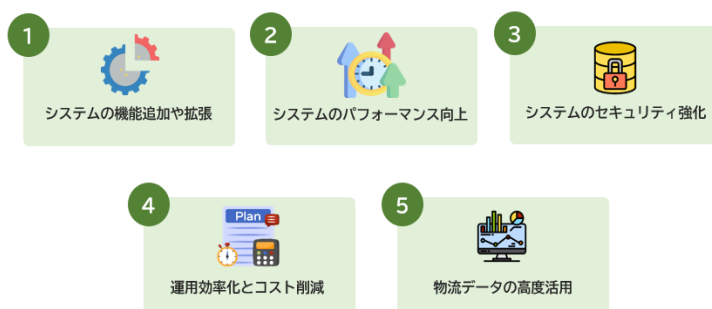 1
システムの機能追加や拡張
2
システムのパフォーマンス向上
3
システムのセキュリティ強化
4
Plan
運用効率化とコスト削減
5
物流データの高度活用